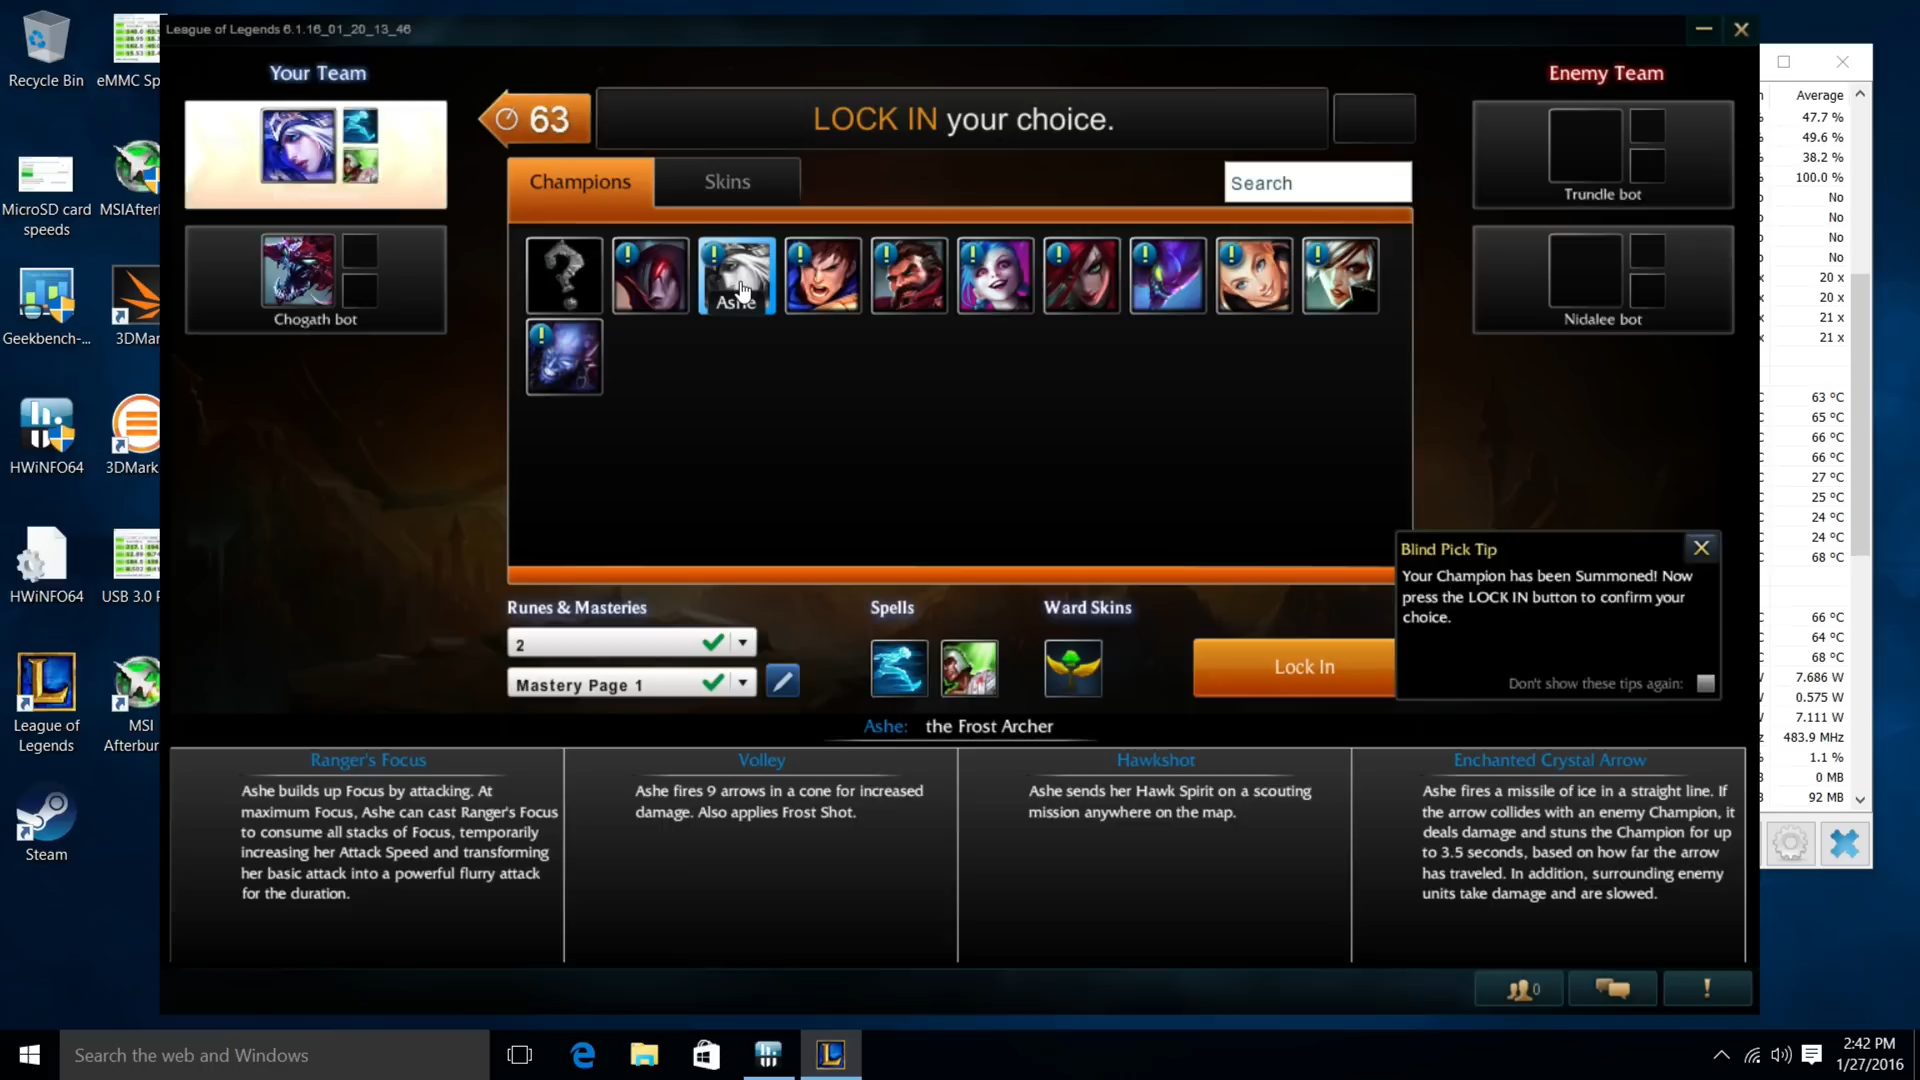 Recycle Bin
eMMC Sp
MicroSD card
speeds
MSIAfterl
Geekbench-...
3DMar
HWiNFO64
3DMark
HWiNFO64
USB 3.0 F
League of
Legends
MSI
Afterbur
Steam
League of Legends 6.1.16_01_20_13_46
Your Team
63
LOCK IN your choice.
Enemy Team
Champions
Skins
Search
Chogath bot
Ashe
Trundle bot
Nidalee bot
Runes & Masteries
2
Mastery Page 1
Spells
Ward Skins
Lock In
Blind Pick Tip
Your Champion has been Summoned! Now
press the LOCK IN button to confirm your
choice.
Don't show these tips again:
Ashe: the Frost Archer
Ranger's Focus
Ashe builds up Focus by attacking. At
maximum Focus, Ashe can cast Ranger's Focus
to consume all stacks of Focus, temporarily
increasing her Attack Speed and transforming
her basic attack into a powerful flurry attack
for the duration.
Volley
Ashe fires 9 arrows in a cone for increased
damage. Also applies Frost Shot.
Hawkshot
Ashe sends her Hawk Spirit on a scouting
mission anywhere on the map.
Enchanted Crystal Arrow
Ashe fires a missile of ice in a straight line. If
the arrow collides with an enemy Champion, it
deals damage and stuns the Champion for up
to 3.5 seconds, based on how far the arrow
has traveled. In addition, surrounding enemy
units take damage and are slowed.
0
Average
47.7 %
49.6 %
38.2 %
100.0 %
No
No
No
No
20 x
20 x
21 x
21 x
63 °C
65 °C
66 °C
66 °C
27 °C
25 °C
24 °C
24 °C
68 °C
66 °C
64 °C
68 °C
7.686 W
0.575 W
7.111 W
483.9 MHz
1.1 %
0 MB
92 MB
Search the web and Windows
2:42 PM
1/27/2016